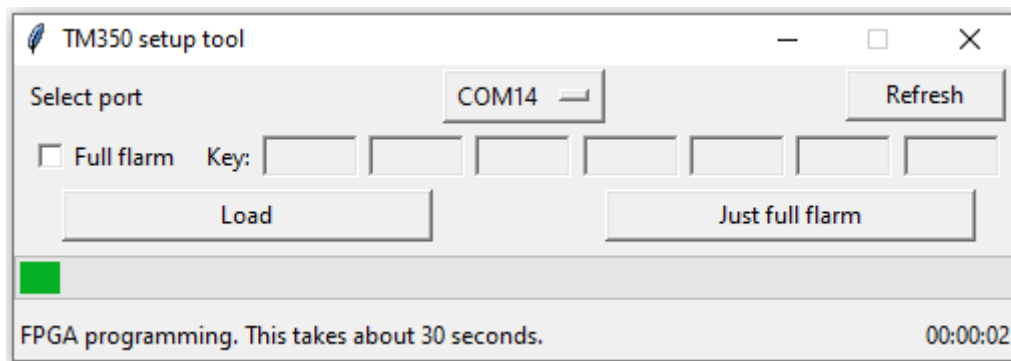 TM350 setup tool
Select port COM14 Refresh
Full flarm Key:
Load Just full flarm
FPGA programming. This takes about 30 seconds. 00:00:02